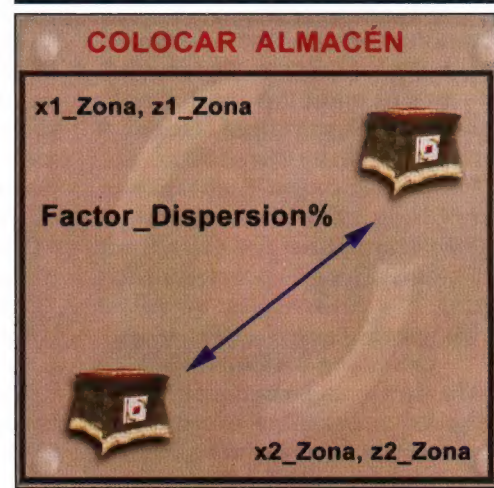 COLOCAR ALMACÉN
x1_Zona, z1_Zona
Factor_Dispersion%
x2_Zona, z2_Zona